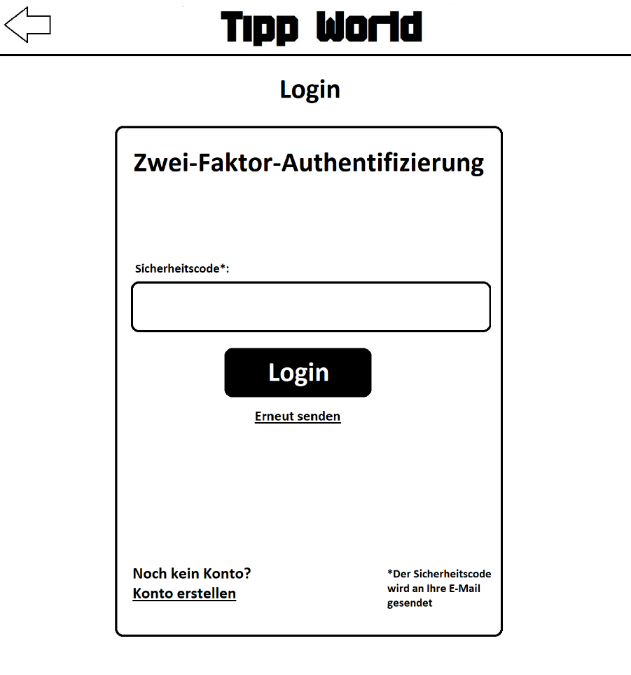 Tipp World
Login
Zwei-Faktor-Authentifizierung
Sicherheitscode*:
Login
Erneut senden
Noch kein Konto?
Konto erstellen
*Der Sicherheitscode
wird an Ihre E-Mail
gesendet